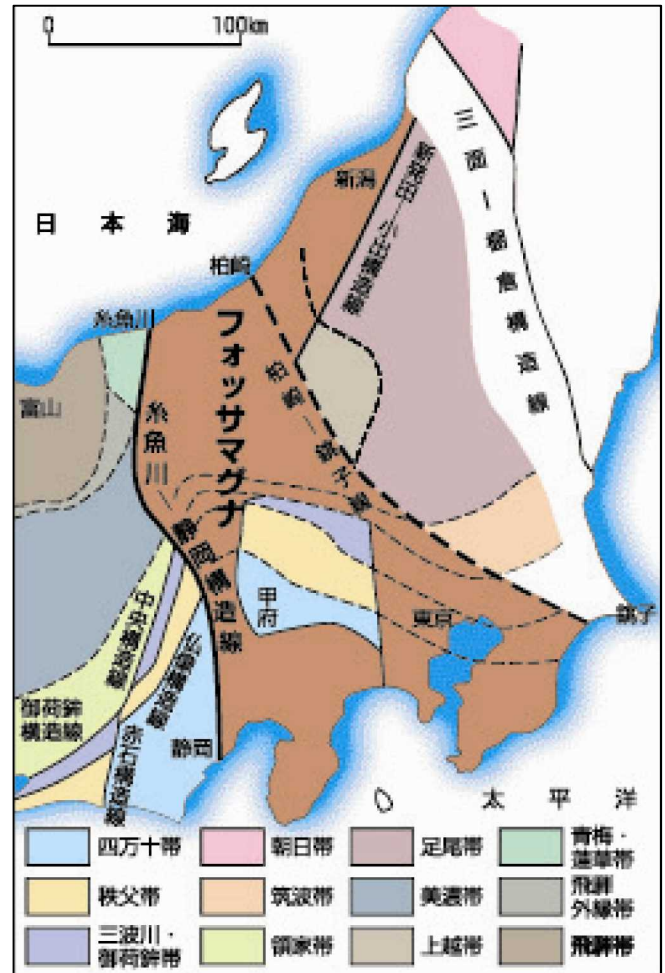 0 100km
新潟
三面ー棚倉構造線
新発田ー小出構造線
日本海
柏崎
糸魚川
フォッサマグナ
柏崎ー銚子線
富山
糸魚川ー静岡構造線
甲府
東京
銚子
中央構造線
仏像構造線
御荷鉾
構造線
赤石構造線
静岡
太平洋
四万十帯
朝日帯
足尾帯
青梅・
蓮華帯
秩父帯
筑波帯
美濃帯
飛騨
外縁帯
三波川・
御荷鉾帯
領家帯
上越帯
飛騨帯